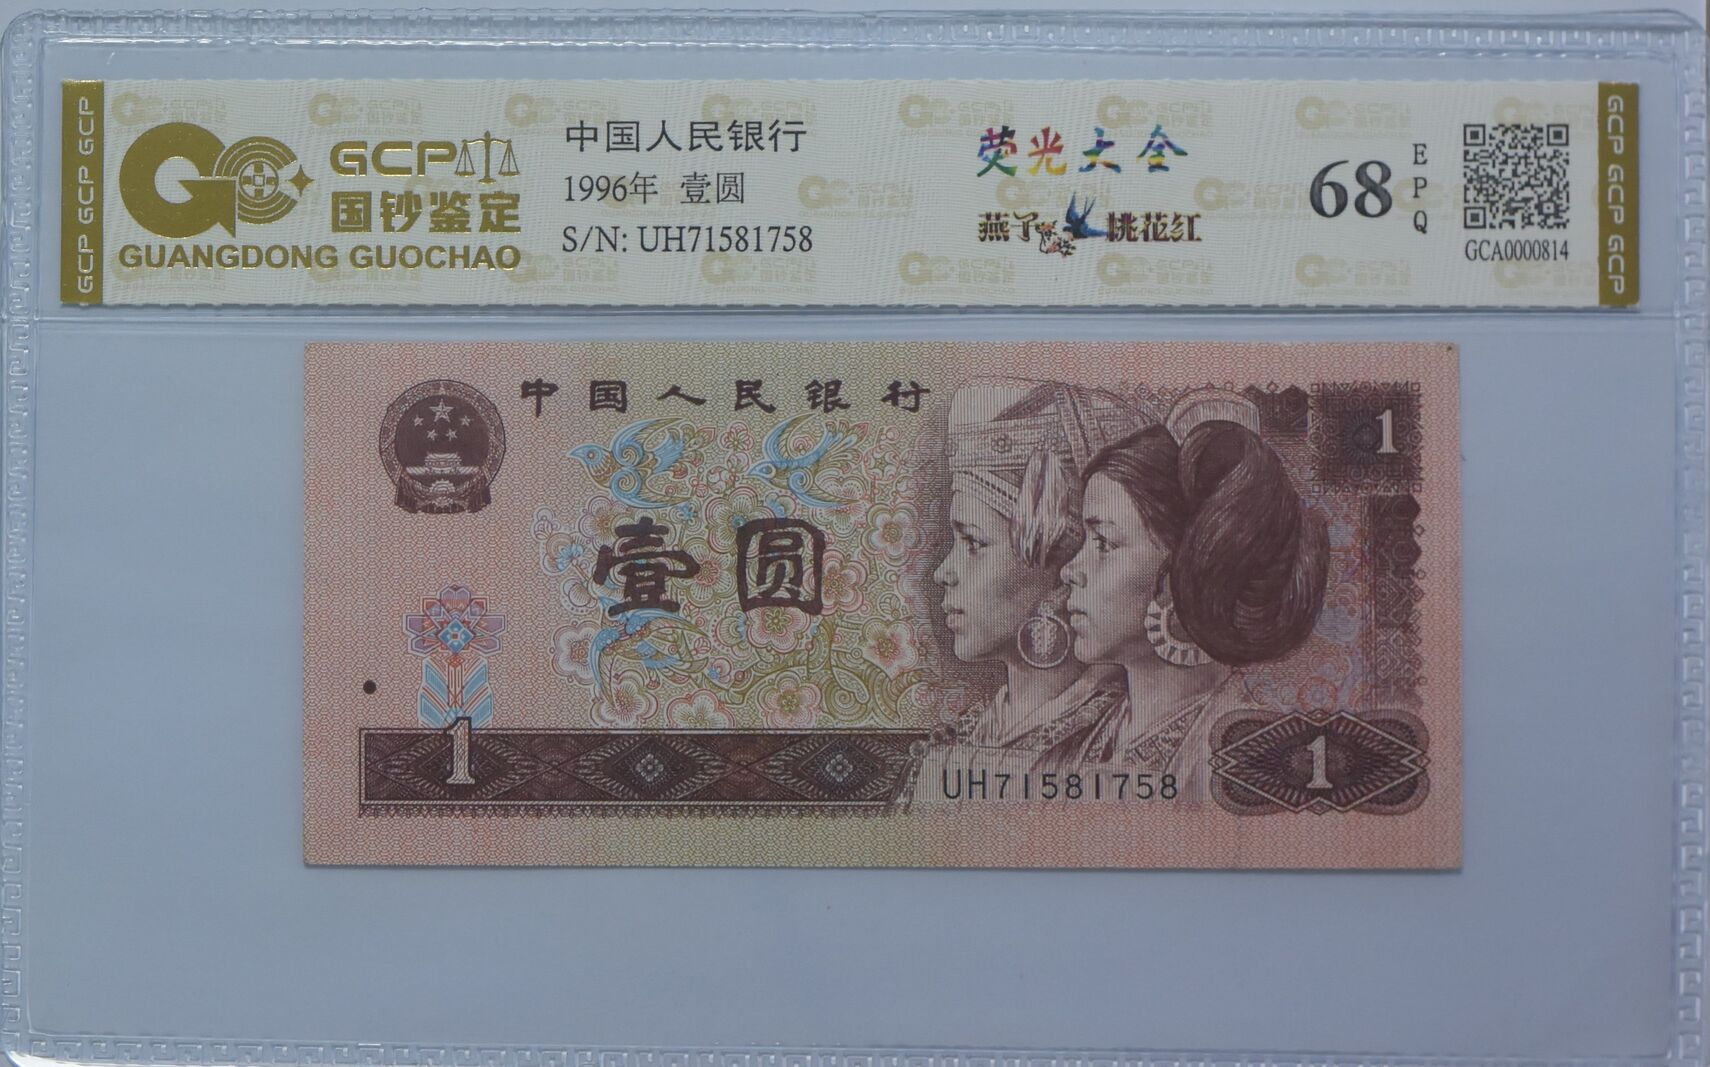 GCP GCP GCP
GCP
国钞鉴定
GUANGDONG GUOCHAO
中国人民银行
1996年 壹圆
S/N: UH71581758
荧光大全
燕子 桃花红
68
EPQ
GCA0000814
GCP GCP GCP
中国人民银行
1
壹圆
1
UH71581758
1